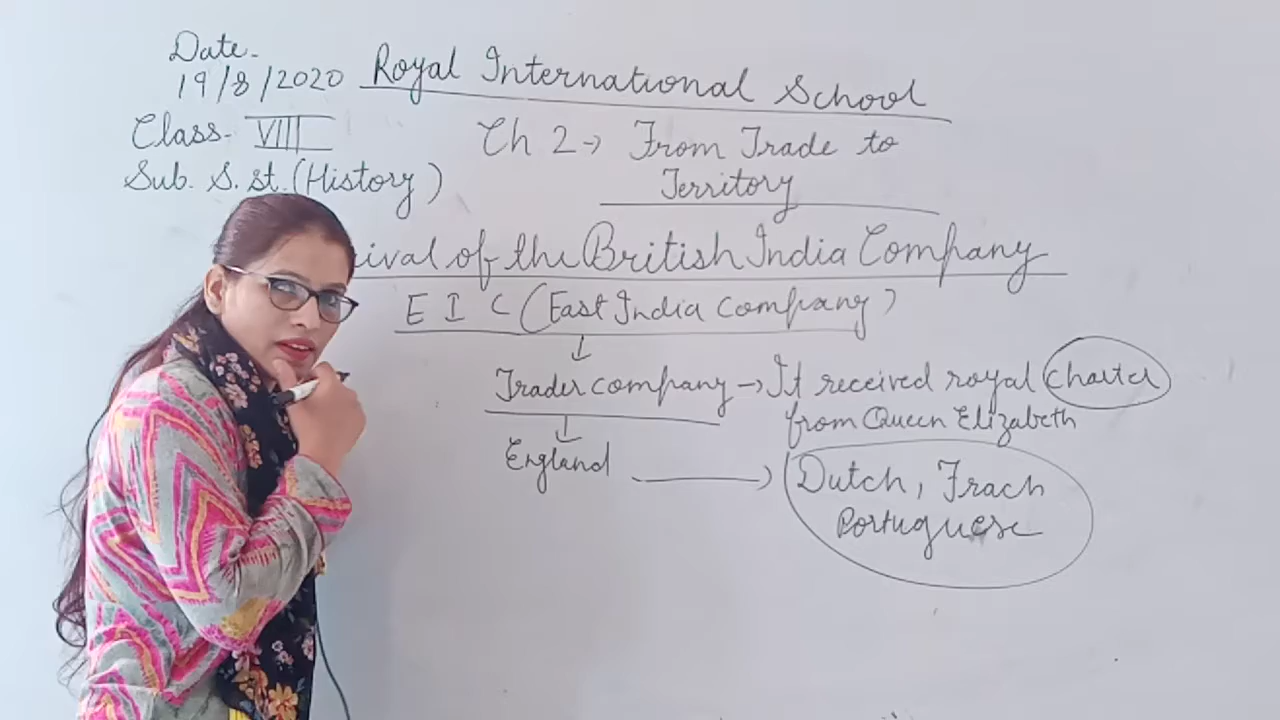 Date-
19/8/2020
Royal International School
Class- VIII
Ch 2→ From Trade to
Territory
Sub. S.st. (History)
ival of the British India Company
E I C (East India Company)
↓
Trader company → It received royal Charter
from Queen Elizabeth
↓
England → Dutch, Frach
Portuguese